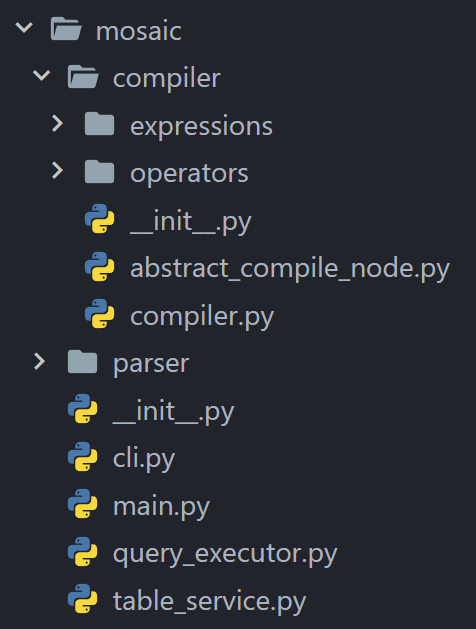 mosaic
compiler
expressions
operators
__init__.py
abstract_compile_node.py
compiler.py
parser
__init__.py
cli.py
main.py
query_executor.py
table_service.py